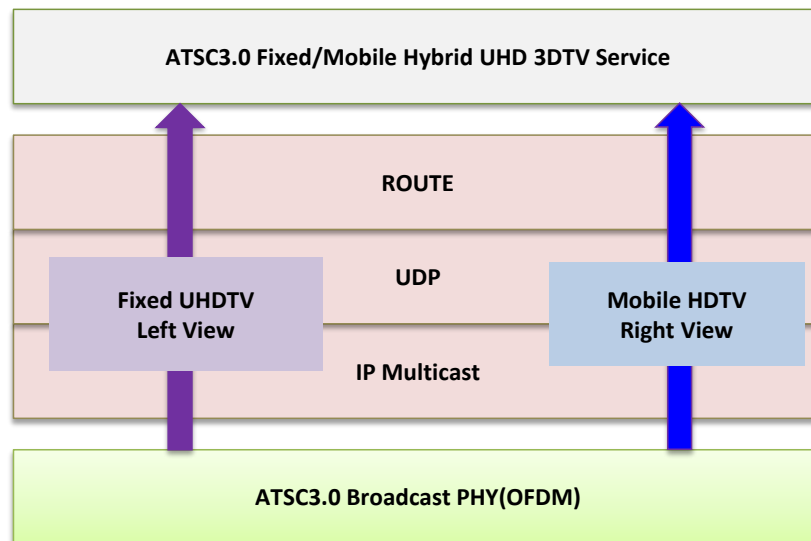 ATSC3.0 Fixed/Mobile Hybrid UHD 3DTV Service
ROUTE
UDP
Fixed UHDTV
Left View
Mobile HDTV
Right View
IP Multicast
ATSC3.0 Broadcast PHY(OFDM)